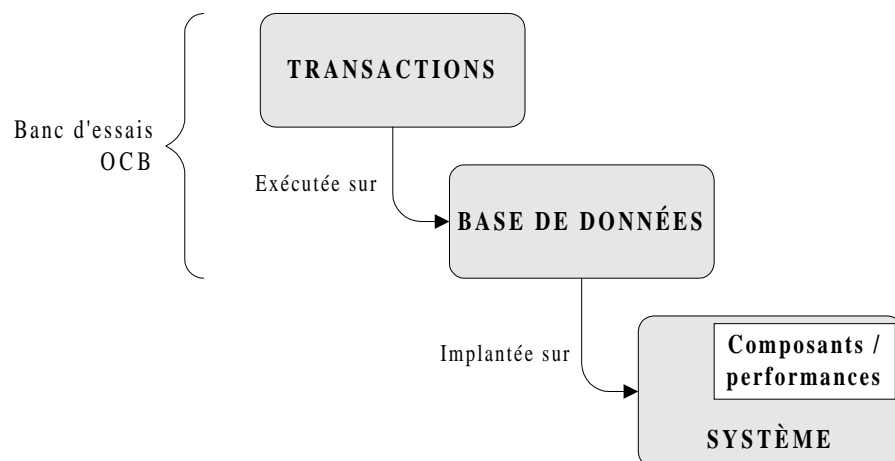 TRANSACTIONS
Banc d'essais
OCB
Exécutée sur
BASE DE DONNÉES
Implantée sur
Composants /
performances
SYSTÈME